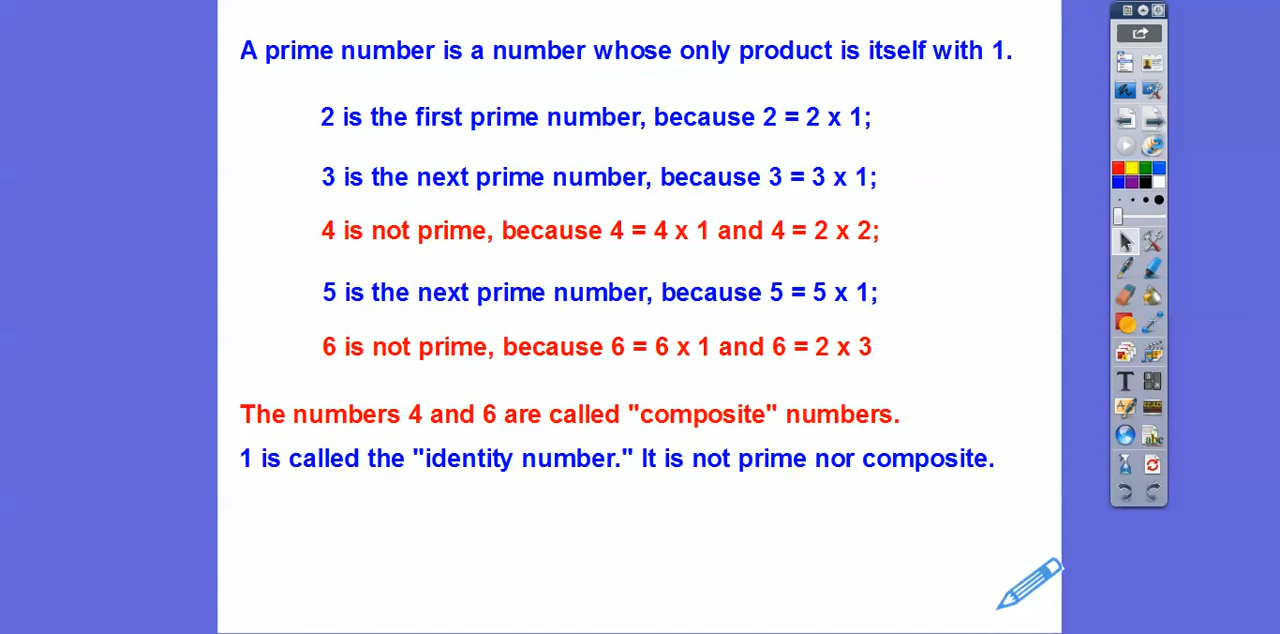 A prime number is a number whose only product is itself with 1.
2 is the first prime number, because 2 = 2 x 1;
3 is the next prime number, because 3 = 3 x 1;
4 is not prime, because 4 = 4 x 1 and 4 = 2 x 2;
5 is the next prime number, because 5 = 5 x 1;
6 is not prime, because 6 = 6 x 1 and 6 = 2 x 3
The numbers 4 and 6 are called "composite" numbers.
1 is called the "identity number." It is not prime nor composite.